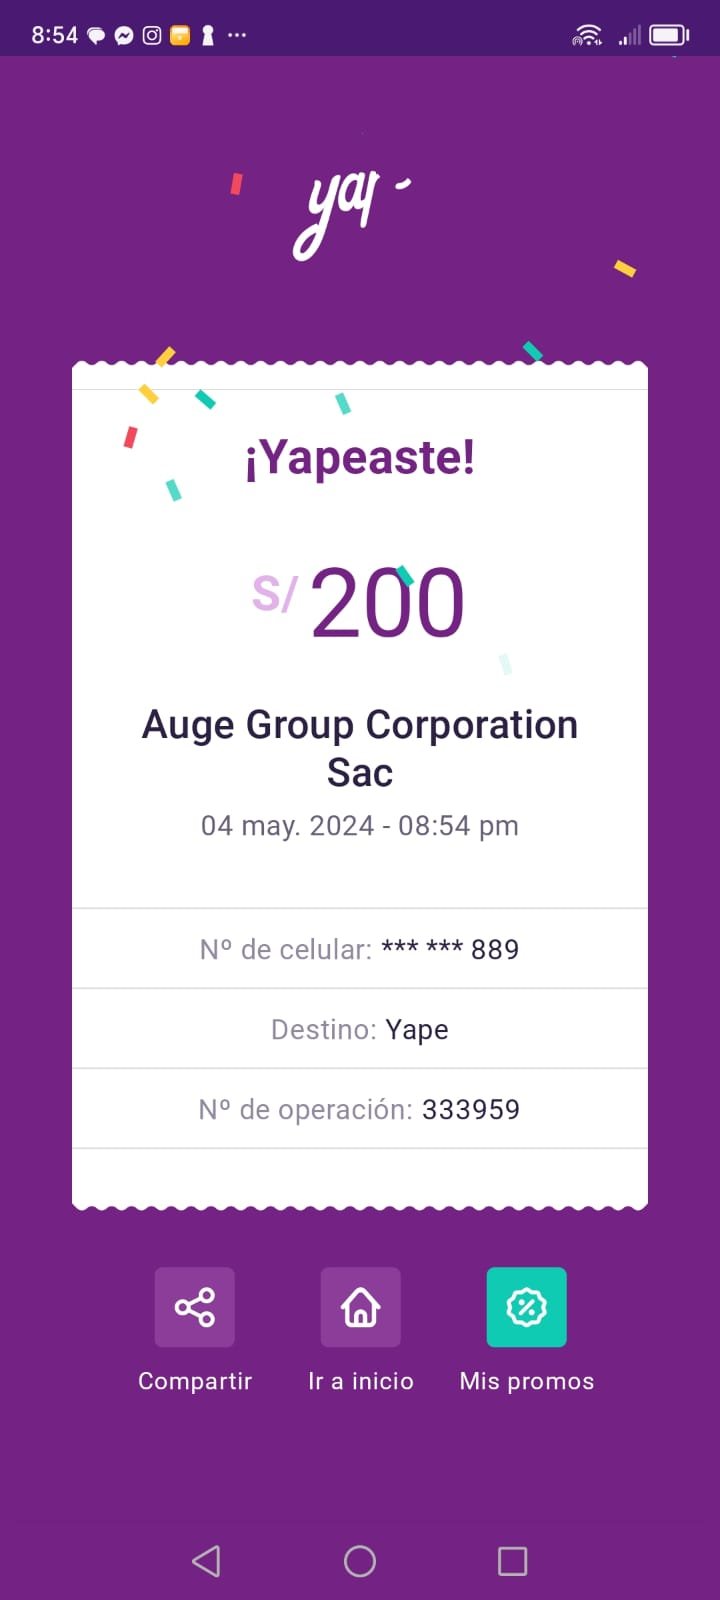 8:54
yap
¡Yapeaste!
S/ 200
Auge Group Corporation
Sac
04 may. 2024 - 08:54 pm
Nº de celular: *** *** 889
Destino: Yape
Nº de operación: 333959
Compartir Ir a inicio Mis promos